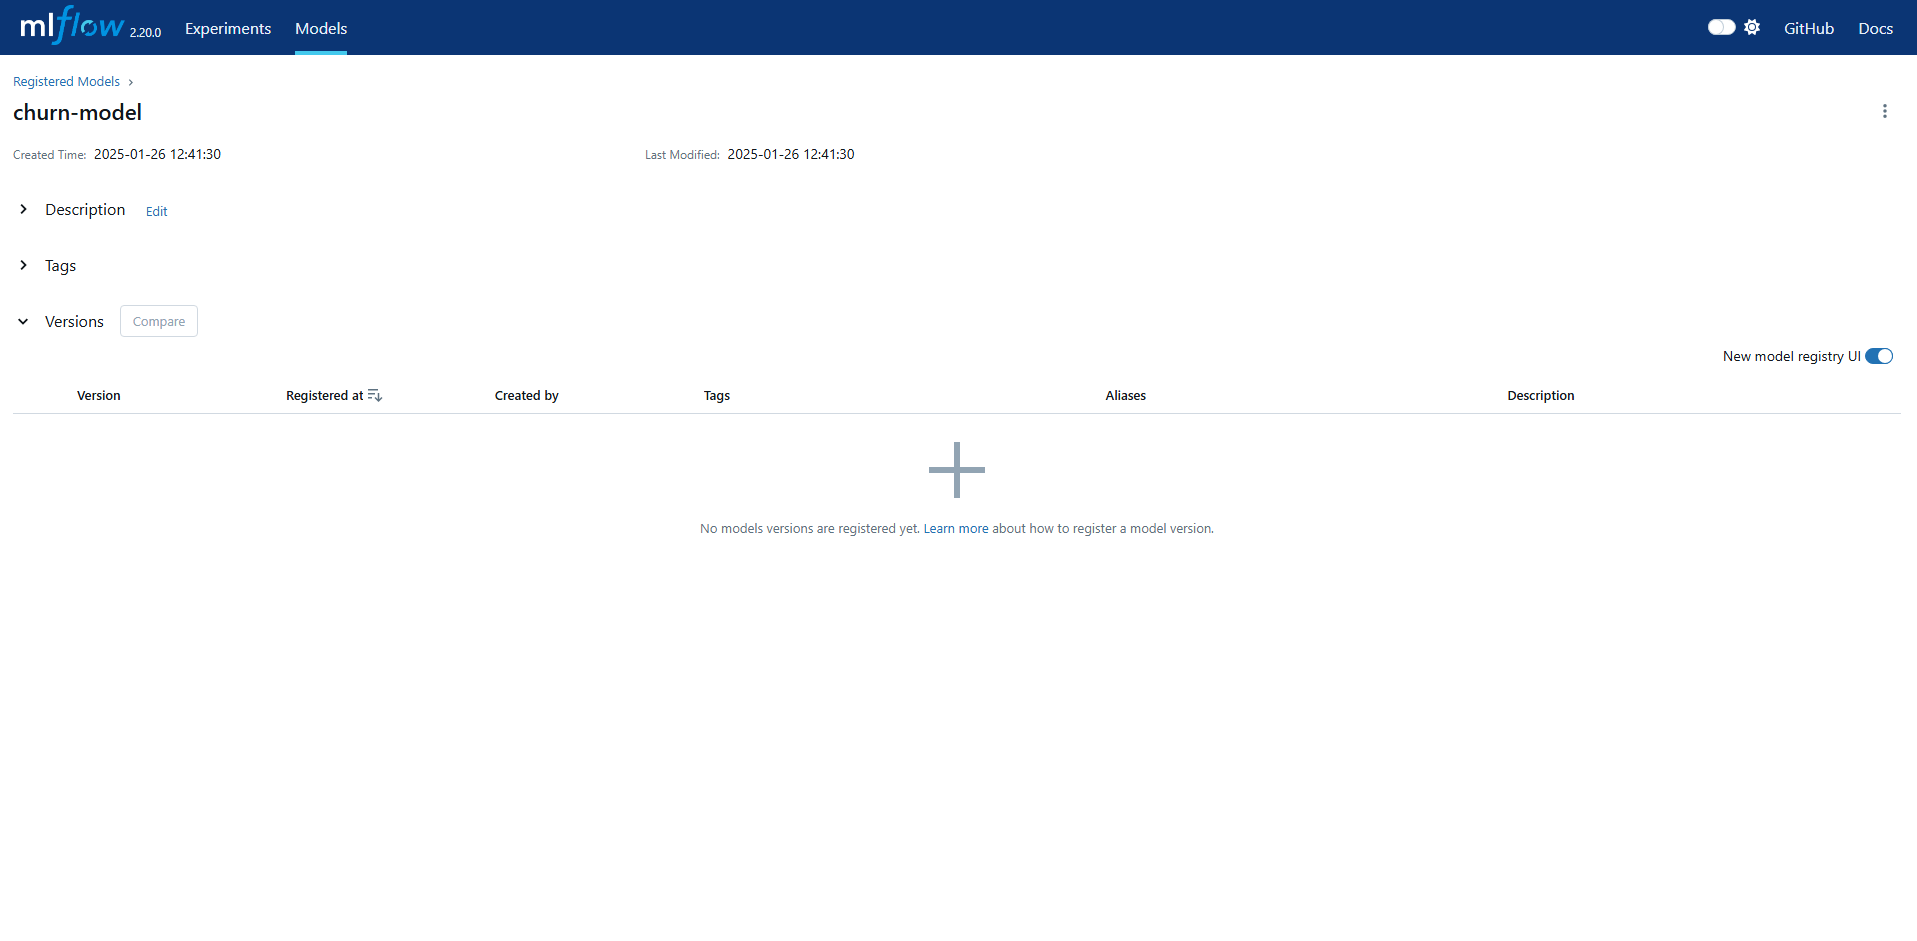 mlflow 2.20.0 Experiments Models GitHub Docs
Registered Models
churn-model
Created Time: 2025-01-26 12:41:30 Last Modified: 2025-01-26 12:41:30
Description Edit
Tags
Versions Compare
New model registry UI
Version Registered at Created by Tags Aliases Description
No models versions are registered yet. Learn more about how to register a model version.